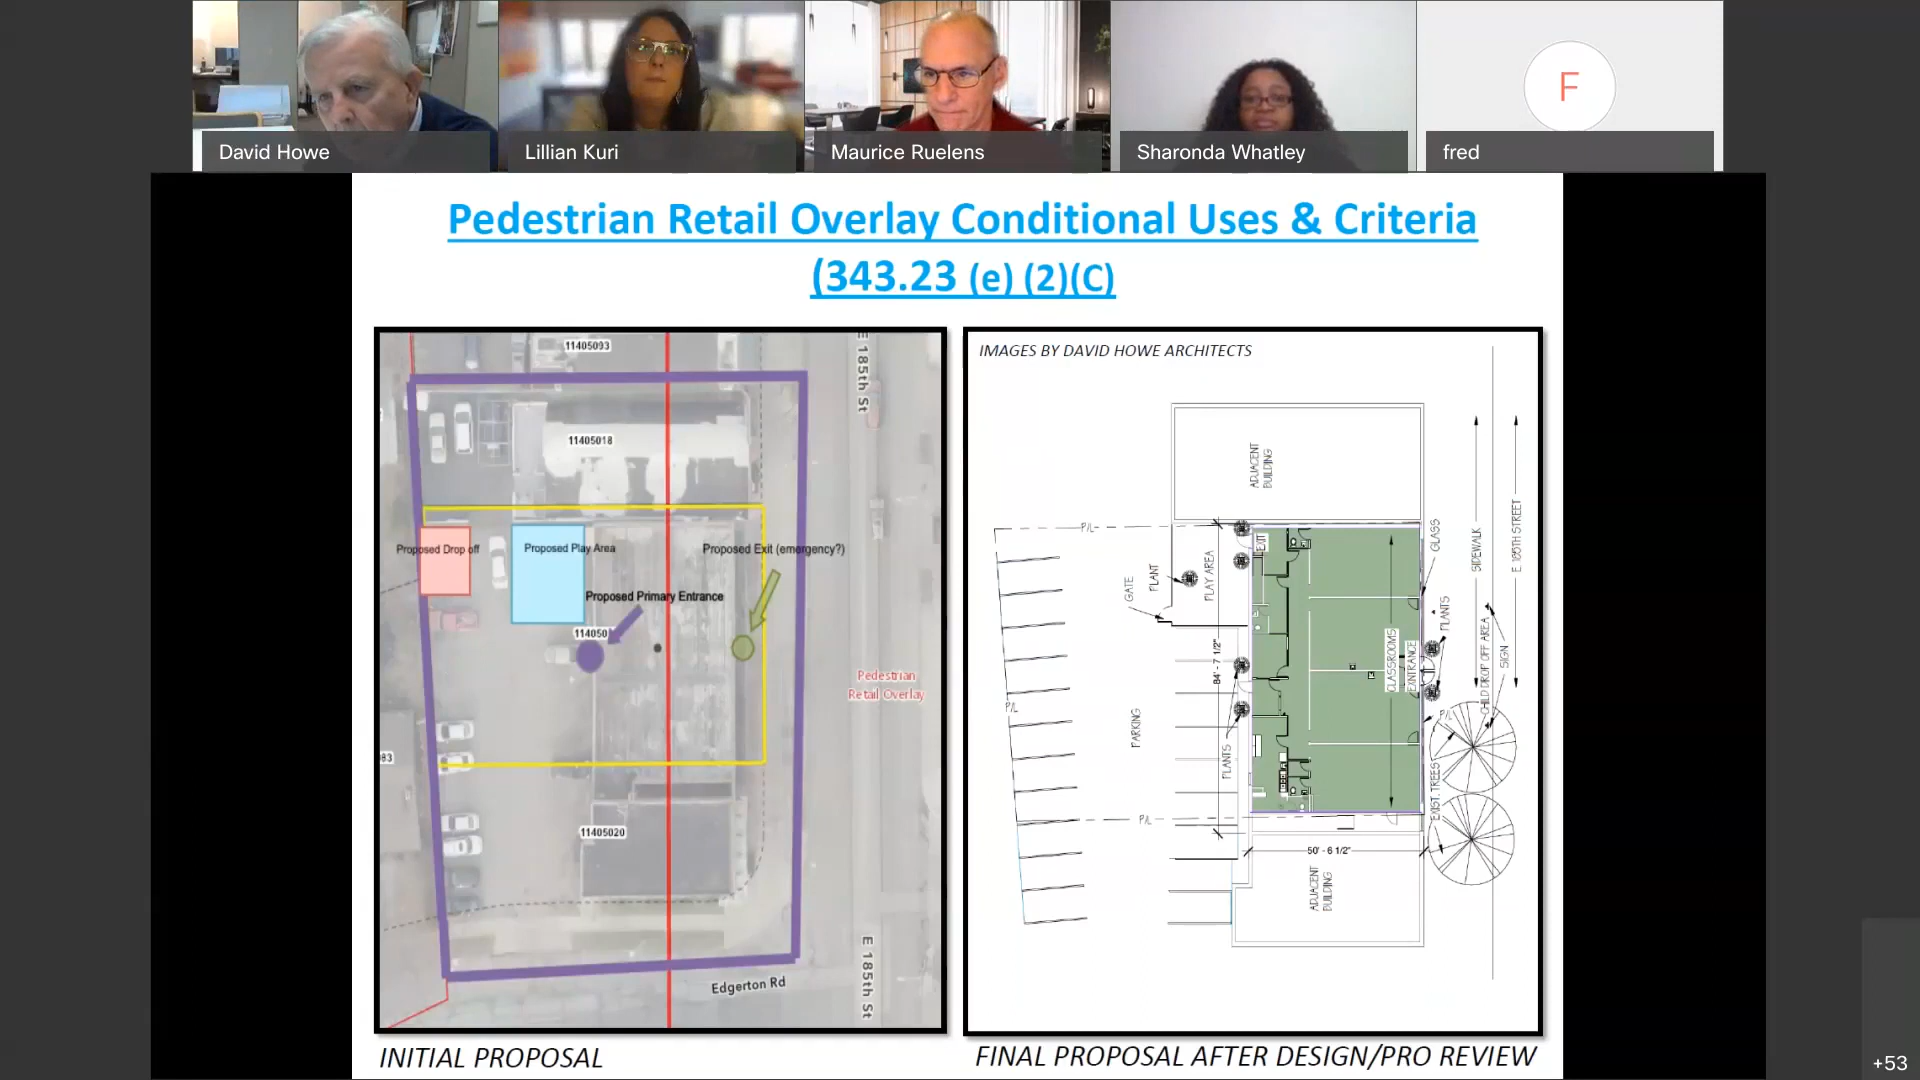 David Howe
Lillian Kuri
Maurice Ruelens
Sharonda Whatley
F
fred
Pedestrian Retail Overlay Conditional Uses & Criteria
(343.23 (e) (2)(C)
11405093
E 185th St
11405018
Proposed Drop off
Proposed Play Area
Proposed Exit (emergency?)
Proposed Primary Entrance
114050
Pedestrian
Retail Overlay
83
11405020
E 185th St
Edgerton Rd
INITIAL PROPOSAL
IMAGES BY DAVID HOWE ARCHITECTS
ADJACENT
BUILDING
P/L
GATE
PLANT
PLAY AREA
EXIT
GLASS
SIDEWALK
E. 185TH STREET
PLANTS
84' - 7 1/2"
CLASSROOMS
ENTRANCE
CHILD DROP OFF AREA
SIGN
P/L
PARKING
PLANTS
P/L
EXIST. TREES
P/L
50' - 6 1/2"
ADJACENT
BUILDING
FINAL PROPOSAL AFTER DESIGN/PRO REVIEW
+53